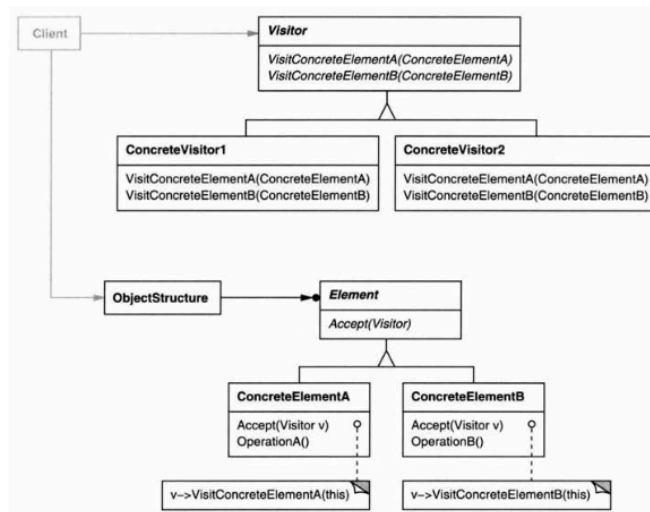 Client
Visitor
VisitConcreteElementA(ConcreteElementA)
VisitConcreteElementB(ConcreteElementB)
ConcreteVisitor1
VisitConcreteElementA(ConcreteElementA)
VisitConcreteElementB(ConcreteElementB)
ConcreteVisitor2
VisitConcreteElementA(ConcreteElementA)
VisitConcreteElementB(ConcreteElementB)
ObjectStructure
Element
Accept(Visitor)
ConcreteElementA
Accept(Visitor v)
OperationA()
ConcreteElementB
Accept(Visitor v)
OperationB()
v–>VisitConcreteElementA(this)
v–>VisitConcreteElementB(this)